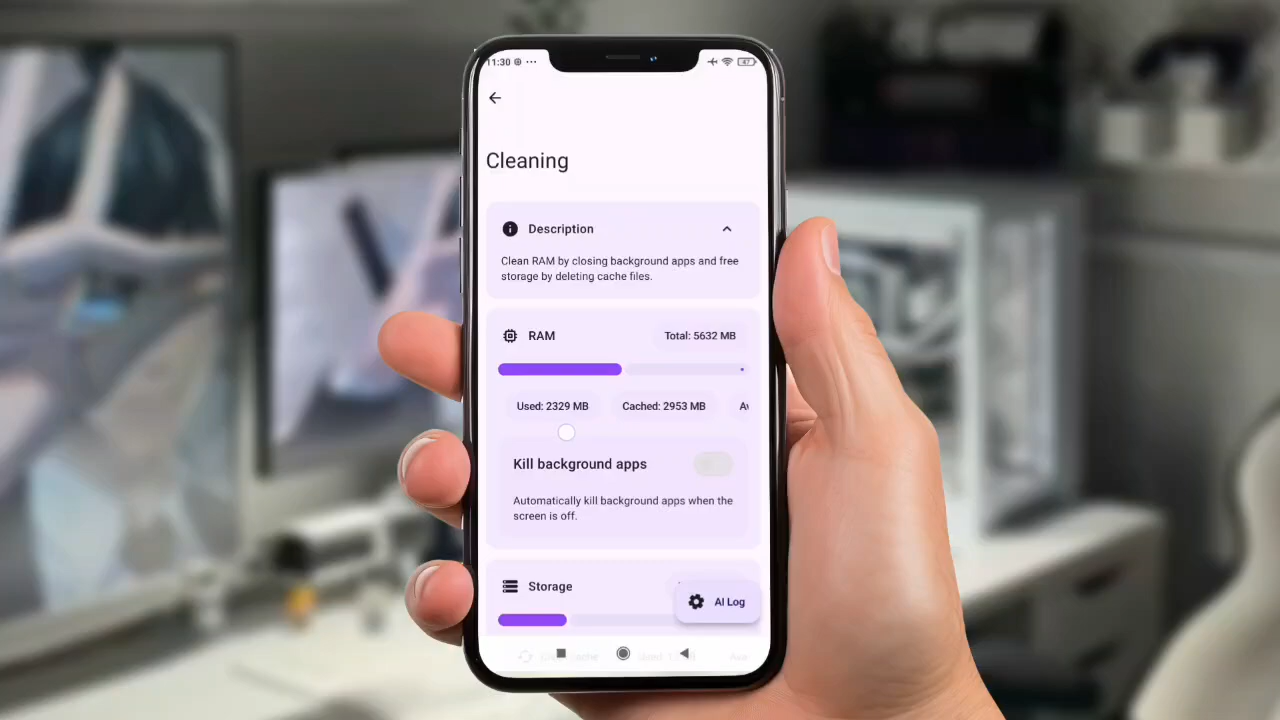 11:30
47
Cleaning
Description
Clean RAM by closing background apps and free
storage by deleting cache files.
RAM
Total: 5632 MB
Used: 2329 MB
Cached: 2953 MB
Av
Kill background apps
Automatically kill background apps when the
screen is off.
Storage
AI Log